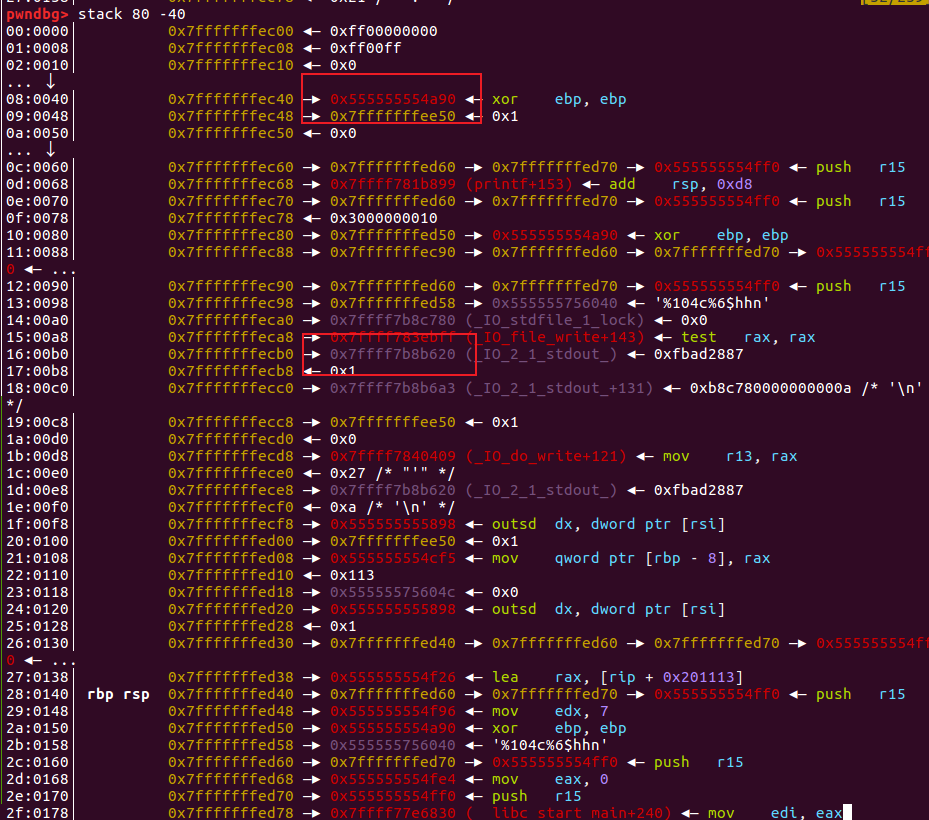 pwndbg> stack 80 -40
00:0000│ 0x7fffffffec00 ◂— 0xff00000000
01:0008│ 0x7fffffffec08 ◂— 0xff00ff
02:0010│ 0x7fffffffec10 ◂— 0x0
... ↓
08:0040│ 0x7fffffffec40 —▸ 0x555555554a90 ◂— xor ebp, ebp
09:0048│ 0x7fffffffec48 —▸ 0x7fffffffee50 ◂— 0x1
0a:0050│ 0x7fffffffec50 ◂— 0x0
... ↓
0c:0060│ 0x7fffffffec60 —▸ 0x7fffffffed60 —▸ 0x7fffffffed70 —▸ 0x555555554ff0 ◂— push r15
0d:0068│ 0x7fffffffec68 —▸ 0x7ffff781b899 (printf+153) ◂— add rsp, 0xd8
0e:0070│ 0x7fffffffec70 —▸ 0x7fffffffed60 —▸ 0x7fffffffed70 —▸ 0x555555554ff0 ◂— push r15
0f:0078│ 0x7fffffffec78 ◂— 0x3000000010
10:0080│ 0x7fffffffec80 —▸ 0x7fffffffed50 —▸ 0x555555554a90 ◂— xor ebp, ebp
11:0088│ 0x7fffffffec88 —▸ 0x7fffffffec90 —▸ 0x7fffffffed60 —▸ 0x7fffffffed70 —▸ 0x555555554ff
0 ◂— ...
12:0090│ 0x7fffffffec90 —▸ 0x7fffffffed60 —▸ 0x7fffffffed70 —▸ 0x555555554ff0 ◂— push r15
13:0098│ 0x7fffffffec98 —▸ 0x7fffffffed58 —▸ 0x555555756040 ◂— '%104c%6$hhn'
14:00a0│ 0x7fffffffeca0 —▸ 0x7ffff7b8c780 (_IO_stdfile_1_lock) ◂— 0x0
15:00a8│ 0x7fffffffeca8 —▸ 0x7ffff783ebff (_IO_file_write+143) ◂— test rax, rax
16:00b0│ 0x7fffffffecb0 —▸ 0x7ffff7b8b620 (_IO_2_1_stdout_) ◂— 0xfbad2887
17:00b8│ 0x7fffffffecb8 ◂— 0x1
18:00c0│ 0x7fffffffecc0 —▸ 0x7ffff7b8b6a3 (_IO_2_1_stdout_+131) ◂— 0xb8c780000000000a /* '\n'
*/
19:00c8│ 0x7fffffffecc8 —▸ 0x7fffffffee50 ◂— 0x1
1a:00d0│ 0x7fffffffecd0 ◂— 0x0
1b:00d8│ 0x7fffffffecd8 —▸ 0x7ffff7840409 (_IO_do_write+121) ◂— mov r13, rax
1c:00e0│ 0x7fffffffece0 ◂— 0x27 /* "'" */
1d:00e8│ 0x7fffffffece8 —▸ 0x7ffff7b8b620 (_IO_2_1_stdout_) ◂— 0xfbad2887
1e:00f0│ 0x7fffffffecf0 ◂— 0xa /* '\n' */
1f:00f8│ 0x7fffffffecf8 —▸ 0x555555555898 ◂— outsd dx, dword ptr [rsi]
20:0100│ 0x7fffffffed00 —▸ 0x7fffffffee50 ◂— 0x1
21:0108│ 0x7fffffffed08 —▸ 0x555555554cf5 ◂— mov qword ptr [rbp - 8], rax
22:0110│ 0x7fffffffed10 ◂— 0x113
23:0118│ 0x7fffffffed18 —▸ 0x55555575604c ◂— 0x0
24:0120│ 0x7fffffffed20 —▸ 0x555555555898 ◂— outsd dx, dword ptr [rsi]
25:0128│ 0x7fffffffed28 ◂— 0x1
26:0130│ 0x7fffffffed30 —▸ 0x7fffffffed40 —▸ 0x7fffffffed60 —▸ 0x7fffffffed70 —▸ 0x555555554ff
0 ◂— ...
27:0138│ 0x7fffffffed38 —▸ 0x555555554f26 ◂— lea rax, [rip + 0x201113]
28:0140│ rbp rsp 0x7fffffffed40 —▸ 0x7fffffffed60 —▸ 0x7fffffffed70 —▸ 0x555555554ff0 ◂— push r15
29:0148│ 0x7fffffffed48 —▸ 0x555555554f96 ◂— mov edx, 7
2a:0150│ 0x7fffffffed50 —▸ 0x555555554a90 ◂— xor ebp, ebp
2b:0158│ 0x7fffffffed58 —▸ 0x555555756040 ◂— '%104c%6$hhn'
2c:0160│ 0x7fffffffed60 —▸ 0x7fffffffed70 —▸ 0x555555554ff0 ◂— push r15
2d:0168│ 0x7fffffffed68 —▸ 0x555555554fe4 ◂— mov eax, 0
2e:0170│ 0x7fffffffed70 —▸ 0x555555554ff0 ◂— push r15
2f:0178│ 0x7fffffffed78 —▸ 0x7ffff77e6830 (__libc_start_main+240) ◂— mov edi, eax